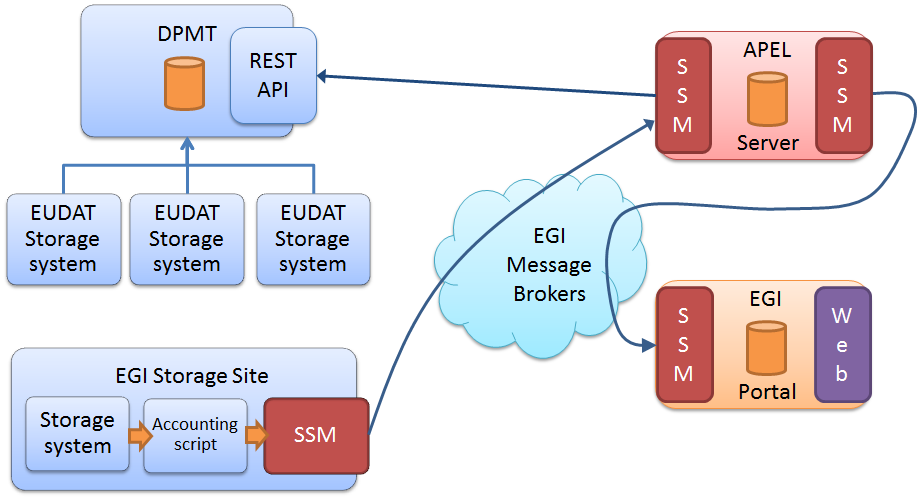 DPMT
REST
API
APEL
Server
S
S
M
S
S
M
EUDAT
Storage
system
EUDAT
Storage
system
EUDAT
Storage
system
EGI
Message
Brokers
EGI
Portal
S
S
M
W
e
b
EGI Storage Site
Storage
system
Accounting
script
SSM